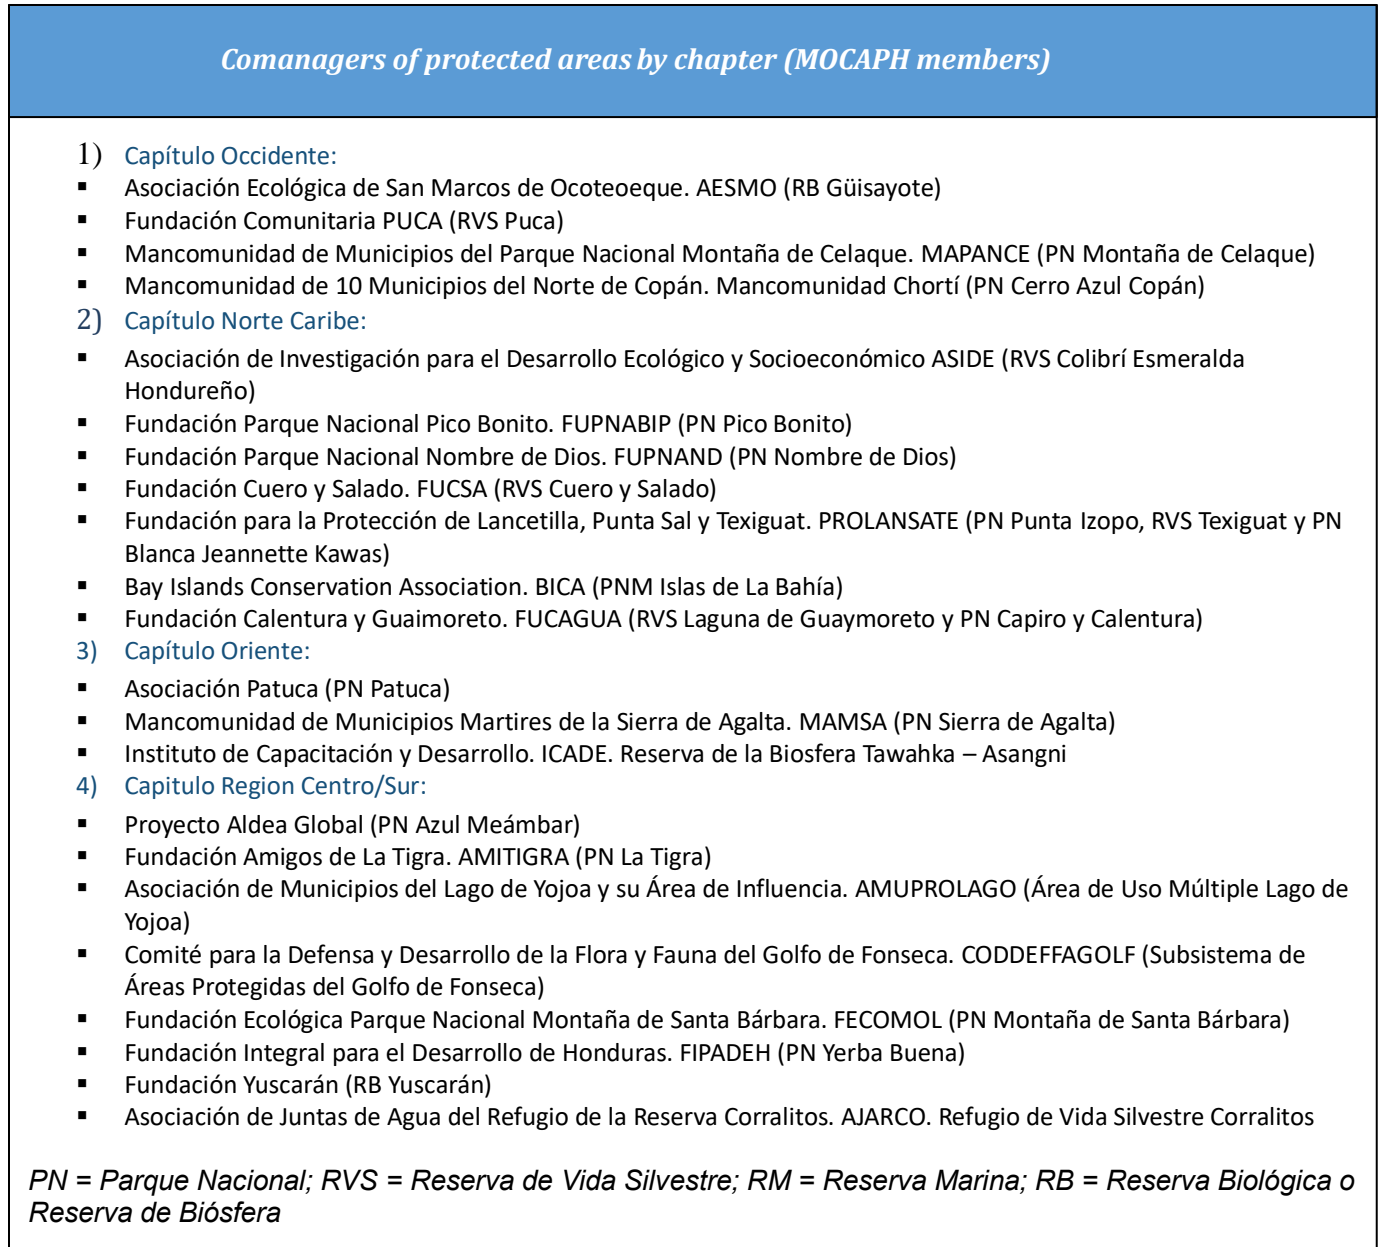 Comanagers of protected areas by chapter (MOCAPH members)
1) Capítulo Occidente:
▪ Asociación Ecológica de San Marcos de Ocoteoeque. AESMO (RB Güisayote)
▪ Fundación Comunitaria PUCA (RVS Puca)
▪ Mancomunidad de Municipios del Parque Nacional Montaña de Celaque. MAPANCE (PN Montaña de Celaque)
▪ Mancomunidad de 10 Municipios del Norte de Copán. Mancomunidad Chortí (PN Cerro Azul Copán)
2) Capítulo Norte Caribe:
▪ Asociación de Investigación para el Desarrollo Ecológico y Socioeconómico ASIDE (RVS Colibrí Esmeralda
Hondureño)
▪ Fundación Parque Nacional Pico Bonito. FUPNABIP (PN Pico Bonito)
▪ Fundación Parque Nacional Nombre de Dios. FUPNAND (PN Nombre de Dios)
▪ Fundación Cuero y Salado. FUCSA (RVS Cuero y Salado)
▪ Fundación para la Protección de Lancetilla, Punta Sal y Texiguat. PROLANSATE (PN Punta Izopo, RVS Texiguat y PN
Blanca Jeannette Kawas)
▪ Bay Islands Conservation Association. BICA (PNM Islas de La Bahía)
▪ Fundación Calentura y Guaimoreto. FUCAGUA (RVS Laguna de Guaymoreto y PN Capiro y Calentura)
3) Capítulo Oriente:
▪ Asociación Patuca (PN Patuca)
▪ Mancomunidad de Municipios Martires de la Sierra de Agalta. MAMSA (PN Sierra de Agalta)
▪ Instituto de Capacitación y Desarrollo. ICADE. Reserva de la Biosfera Tawahka – Asangni
4) Capitulo Region Centro/Sur:
▪ Proyecto Aldea Global (PN Azul Meámbar)
▪ Fundación Amigos de La Tigra. AMITIGRA (PN La Tigra)
▪ Asociación de Municipios del Lago de Yojoa y su Área de Influencia. AMUPROLAGO (Área de Uso Múltiple Lago de
Yojoa)
▪ Comité para la Defensa y Desarrollo de la Flora y Fauna del Golfo de Fonseca. CODDEFFAGOLF (Subsistema de
Áreas Protegidas del Golfo de Fonseca)
▪ Fundación Ecológica Parque Nacional Montaña de Santa Bárbara. FECOMOL (PN Montaña de Santa Bárbara)
▪ Fundación Integral para el Desarrollo de Honduras. FIPADEH (PN Yerba Buena)
▪ Fundación Yuscarán (RB Yuscarán)
▪ Asociación de Juntas de Agua del Refugio de la Reserva Corralitos. AJARCO. Refugio de Vida Silvestre Corralitos
PN = Parque Nacional; RVS = Reserva de Vida Silvestre; RM = Reserva Marina; RB = Reserva Biológica o
Reserva de Biósfera